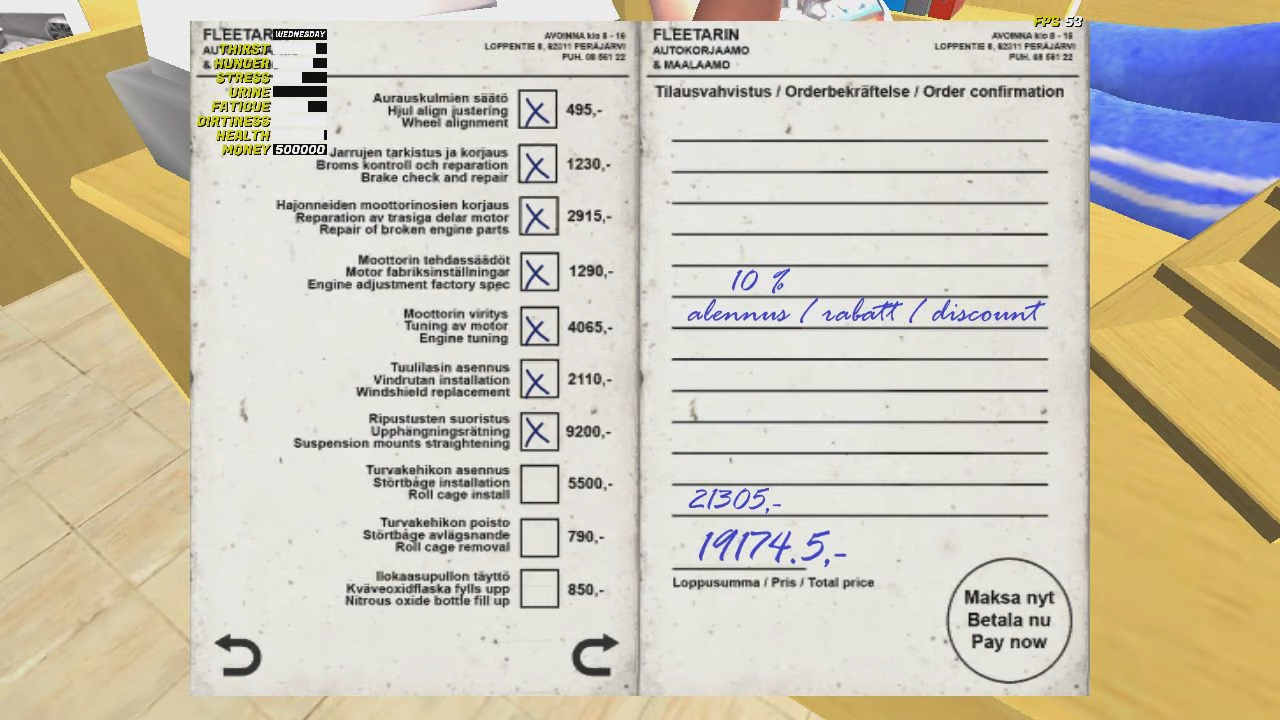 FLEETAR
WEDNESDAY
THIRST
HUNGER
STRESS
URINE
FATIGUE
DIRTINESS
HEALTH
MONEY 500000
AVOINNA klo 8 - 16
LOPPENTIE 6, 62311 PERÄJÄRVI
PUH. 08 561 22
Aurauskulmien säätö
Hjul align justering
Wheel alignment
X 495,-
Jarrujen tarkistus ja korjaus
Broms kontroll och reparation
Brake check and repair
X 1230,-
Hajonneiden moottorinosien korjaus
Reparation av trasiga delar motor
Repair of broken engine parts
X 2915,-
Moottorin tehdassäädöt
Motor fabriksinställningar
Engine adjustment factory spec
X 1290,-
Moottorin viritys
Tuning av motor
Engine tuning
X 4065,-
Tuulilasin asennus
Vindrutan installation
Windshield replacement
X 2110,-
Ripustusten suoristus
Upphängningsrätning
Suspension mounts straightening
X 9200,-
Turvakehikon asennus
Störtbåge installation
Roll cage install
5500,-
Turvakehikon poisto
Störtbåge avlägsnande
Roll cage removal
790,-
Ilokaasupullon täyttö
Kväveoxidflaska fylls upp
Nitrous oxide bottle fill up
850,-
FPS 53
FLEETARIN
AUTOKORJAAMO
& MAALAAMO
AVOINNA klo 8 - 16
LOPPENTIE 6, 62311 PERÄJÄRVI
PUH. 08 561 22
Tilausvahvistus / Orderbekräftelse / Order confirmation
10 %
alennus / rabatt / discount
21305,-
19174.5,-
Loppusumma / Pris / Total price
Maksa nyt
Betala nu
Pay now